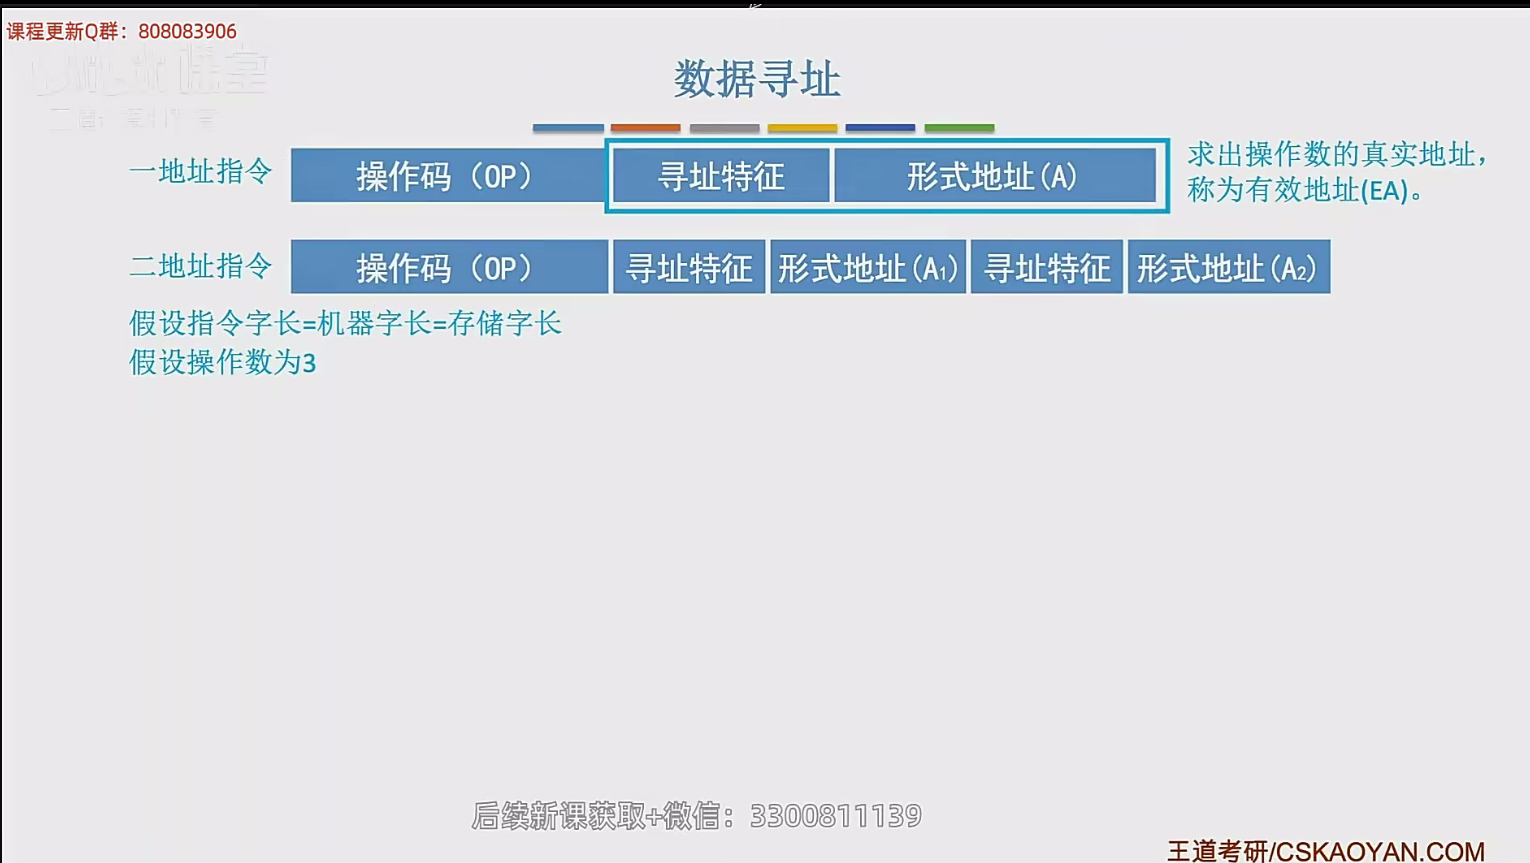 课程更新Q群：808083906
数据寻址
一地址指令 操作码（OP） 寻址特征 形式地址(A)
求出操作数的真实地址，
称为有效地址(EA)。
二地址指令 操作码（OP） 寻址特征 形式地址(A₁) 寻址特征 形式地址(A₂)
假设指令字长=机器字长=存储字长
假设操作数为3
后续新课获取+微信：3300811139
王道考研/CSKAOYAN.COM